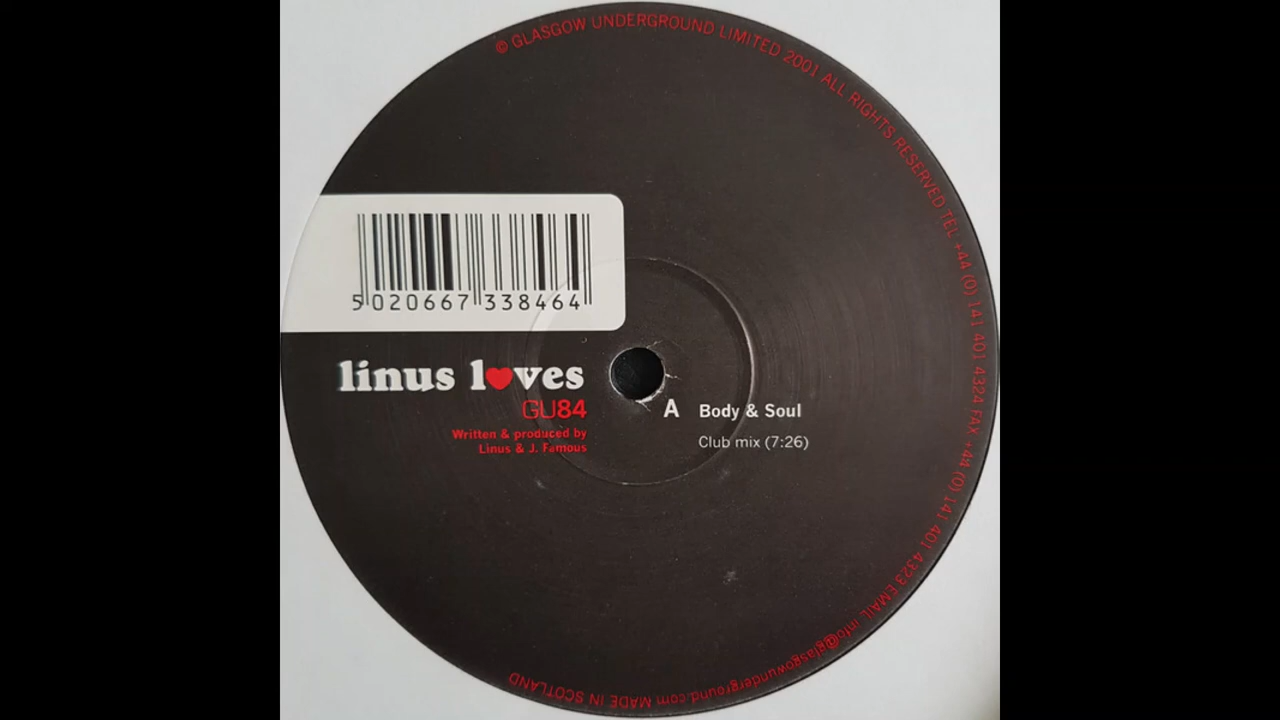 © GLASGOW UNDERGROUND LIMITED 2001 ALL RIGHTS RESERVED TEL +44 (0) 141 401 4324 FAX +44 (0) 141 401 4323 EMAIL info@glasgowunderground.com MADE IN SCOTLAND
5 020667 338464
linus l❤ves
GU84
Written & produced by
Linus & J. Famous
A Body & Soul
Club mix (7:26)